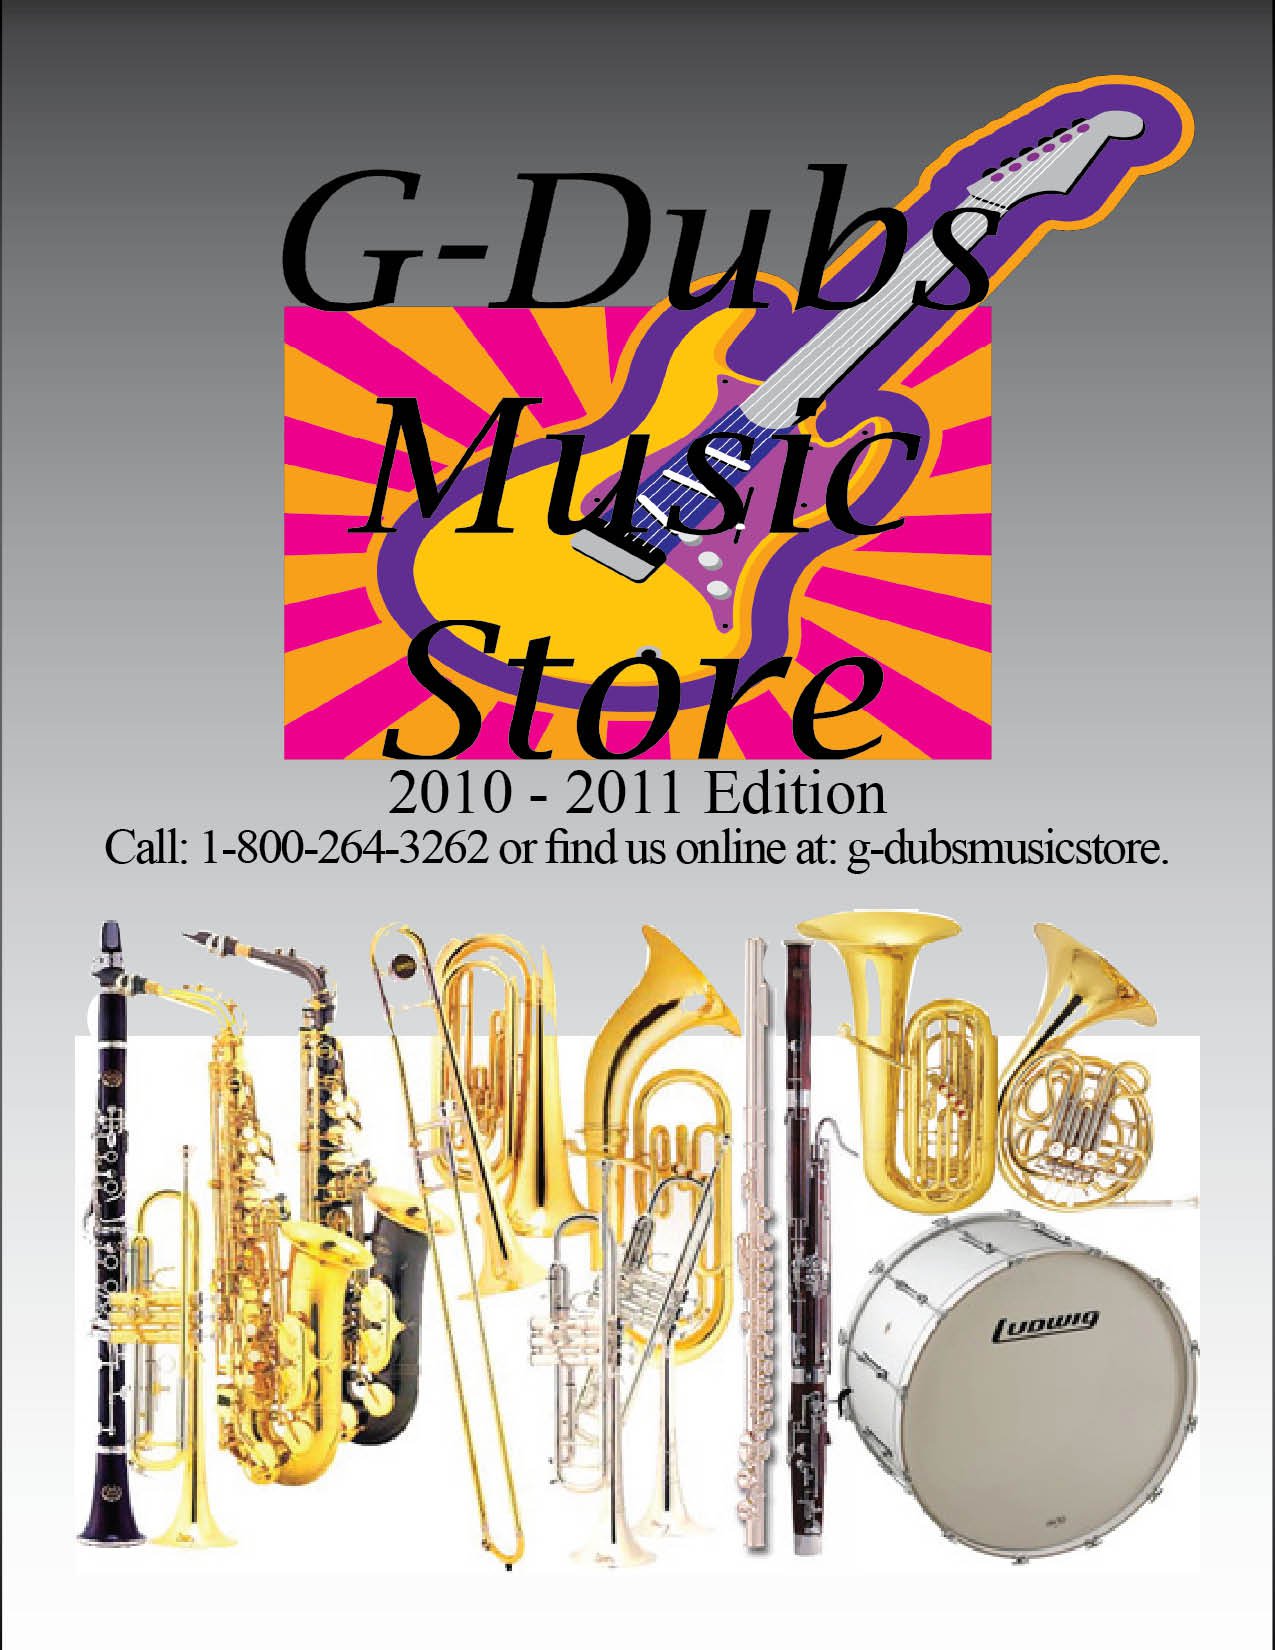 G-Dubs
Music
Store
2010 - 2011 Edition
Call: 1-800-264-3262 or find us online at: g-dubsmusicstore.
Ludwig